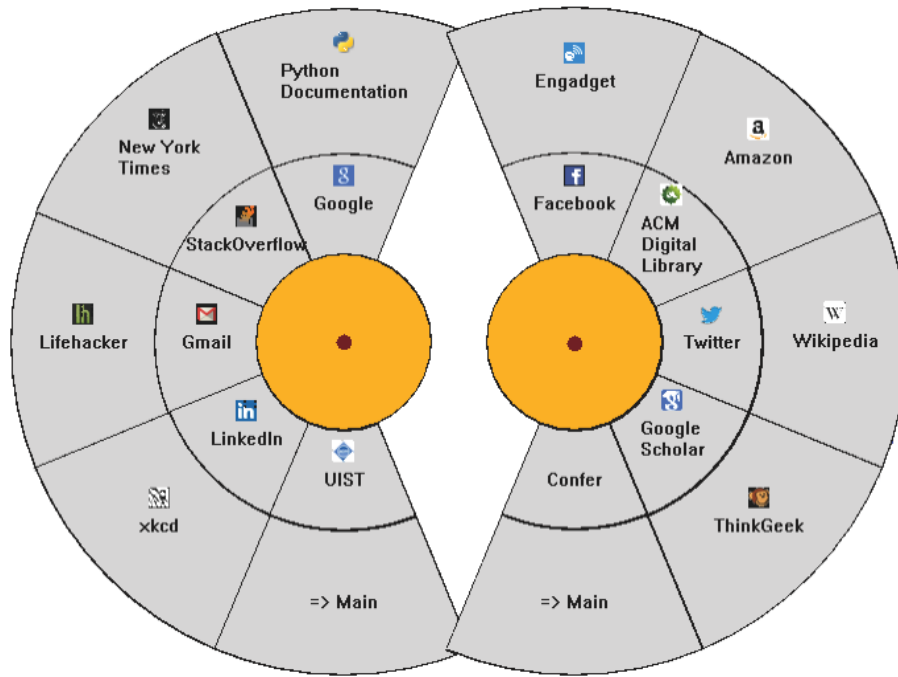 Python
Documentation
Engadget
New York
Times
Amazon
Google
Facebook
StackOverflow
ACM
Digital
Library
Lifehacker
Gmail
Twitter
W
Wikipedia
LinkedIn
Google
Scholar
UIST
Confer
xkcd
ThinkGeek
=> Main
=> Main